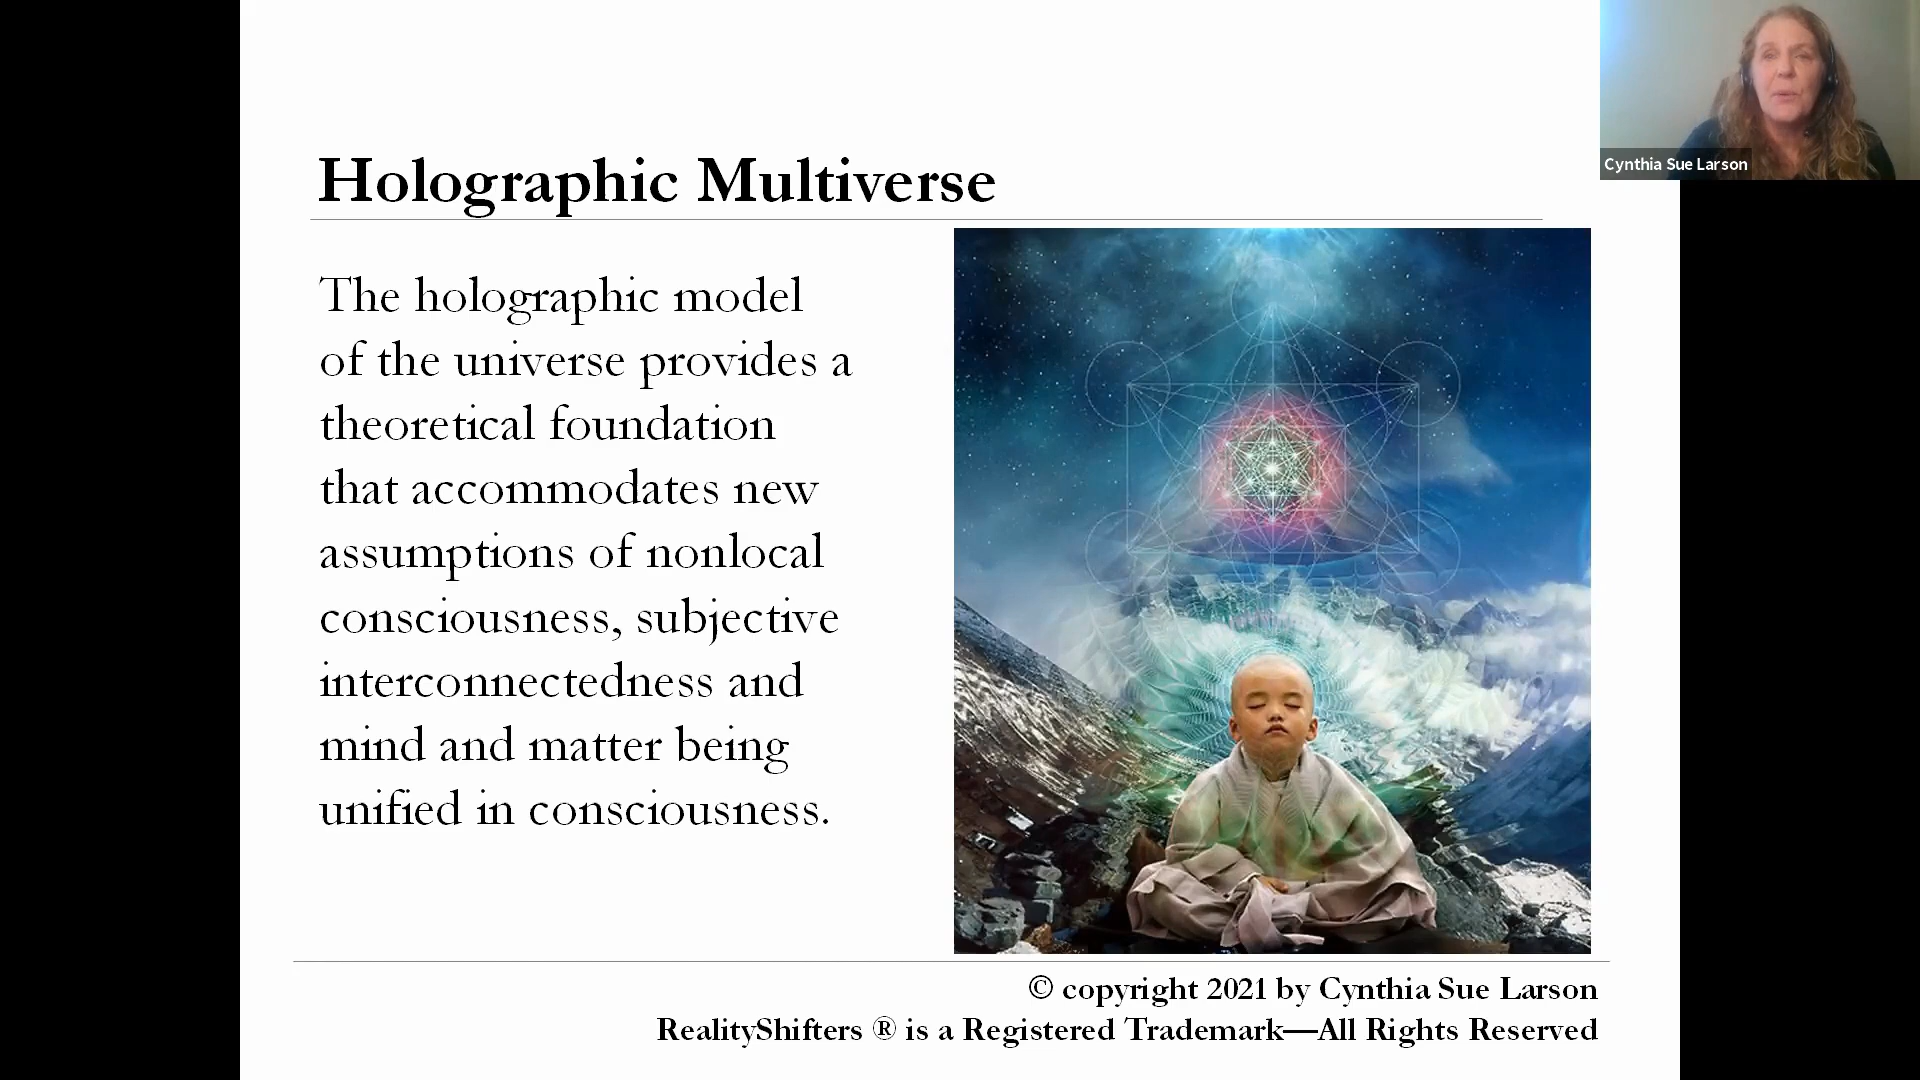 Cynthia Sue Larson
Holographic Multiverse
The holographic model
of the universe provides a
theoretical foundation
that accommodates new
assumptions of nonlocal
consciousness, subjective
interconnectedness and
mind and matter being
unified in consciousness.
© copyright 2021 by Cynthia Sue Larson
RealityShifters ® is a Registered Trademark—All Rights Reserved